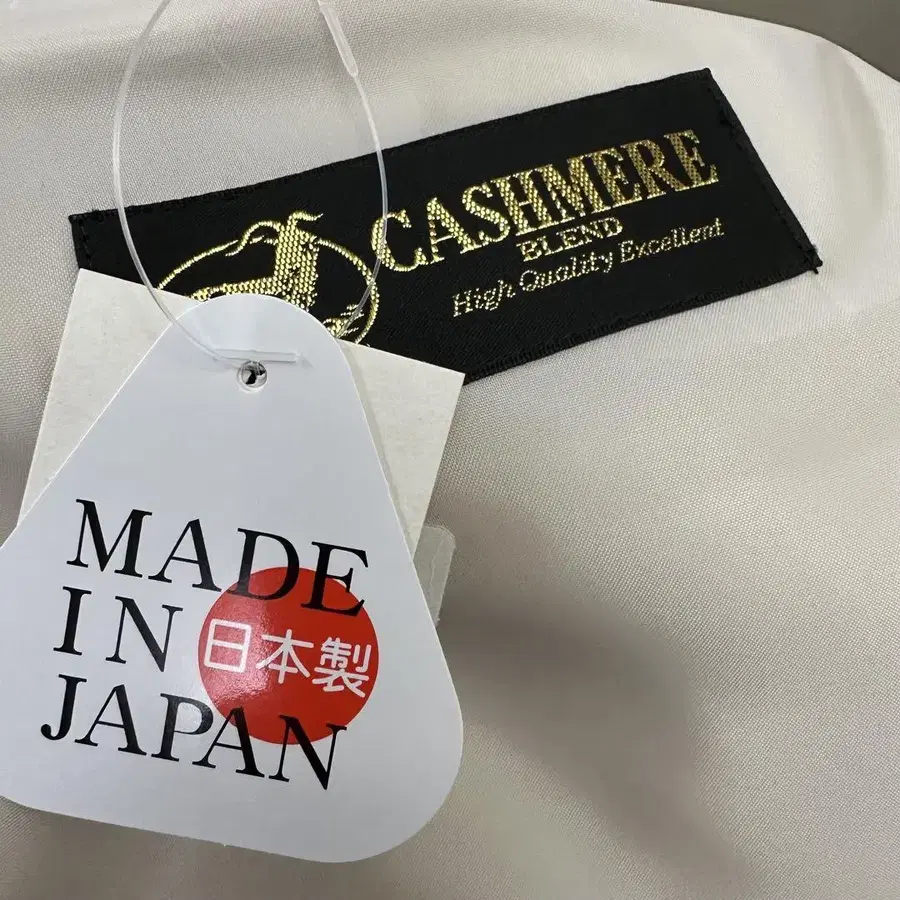 CASHMERE
BLEND
High Quality Excellent
MADE
IN 日本製
JAPAN